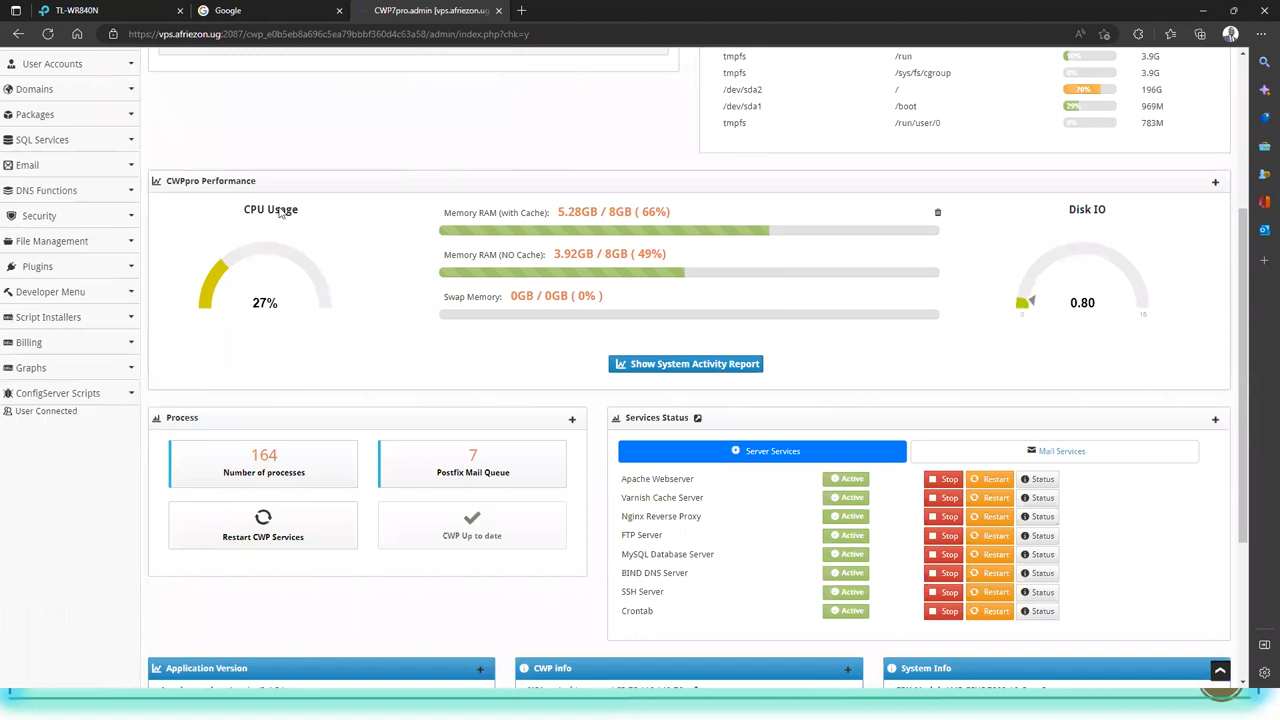 TL-WR840N
Google
CWP7pro.admin [vps.afriezon.ug]
https://vps.afriezon.ug:2087/cwp_e0b5eb8a696c5ea79bbbf360d4c63a58/admin/index.php?chk=y
User Accounts
Domains
Packages
SQL Services
Email
DNS Functions
Security
File Management
Plugins
Developer Menu
Script Installers
Billing
Graphs
ConfigServer Scripts
User Connected
tmpfs /run 3.9G
tmpfs /sys/fs/cgroup 0% 3.9G
/dev/sda2 / 70% 196G
/dev/sda1 /boot 29% 969M
tmpfs /run/user/0 0% 783M
CWPpro Performance
CPU Usage
27%
Memory RAM (with Cache): 5.28GB / 8GB ( 66%)
Memory RAM (NO Cache): 3.92GB / 8GB ( 49%)
Swap Memory: 0GB / 0GB ( 0% )
Disk IO
0.80
0 15
Show System Activity Report
Process
164
Number of processes
7
Postfix Mail Queue
Restart CWP Services
CWP Up to date
Services Status
Server Services
Mail Services
Apache Webserver Active Stop Restart Status
Varnish Cache Server Active Stop Restart Status
Nginx Reverse Proxy Active Stop Restart Status
FTP Server Active Stop Restart Status
MySQL Database Server Active Stop Restart Status
BIND DNS Server Active Stop Restart Status
SSH Server Active Stop Restart Status
Crontab Active Stop Restart Status
Application Version
CWP info
System Info